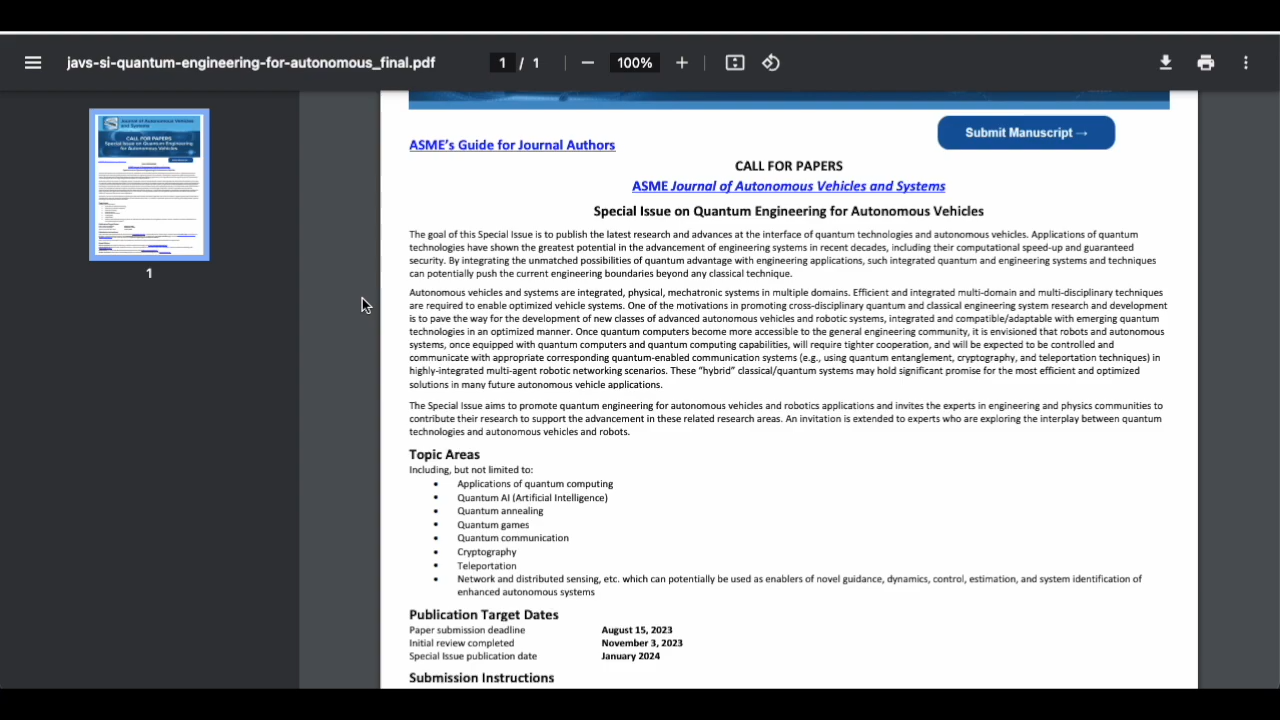 javs-si-quantum-engineering-for-autonomous_final.pdf
1 / 1
100%
1
ASME's Guide for Journal Authors
Submit Manuscript →
CALL FOR PAPERS
ASME Journal of Autonomous Vehicles and Systems
Special Issue on Quantum Engineering for Autonomous Vehicles
The goal of this Special Issue is to publish the latest research and advances at the interface of quantum technologies and autonomous vehicles. Applications of quantum
technologies have shown the greatest potential in the advancement of engineering systems in recent decades, including their computational speed-up and guaranteed
security. By integrating the unmatched possibilities of quantum advantage with engineering applications, such integrated quantum and engineering systems and techniques
can potentially push the current engineering boundaries beyond any classical technique.
Autonomous vehicles and systems are integrated, physical, mechatronic systems in multiple domains. Efficient and integrated multi-domain and multi-disciplinary techniques
are required to enable optimized vehicle systems. One of the motivations in promoting cross-disciplinary quantum and classical engineering system research and development
is to pave the way for the development of new classes of advanced autonomous vehicles and robotic systems, integrated and compatible/adaptable with emerging quantum
technologies in an optimized manner. Once quantum computers become more accessible to the general engineering community, it is envisioned that robots and autonomous
systems, once equipped with quantum computers and quantum computing capabilities, will require tighter cooperation, and will be expected to be controlled and
communicate with appropriate corresponding quantum-enabled communication systems (e.g., using quantum entanglement, cryptography, and teleportation techniques) in
highly-integrated multi-agent robotic networking scenarios. These "hybrid" classical/quantum systems may hold significant promise for the most efficient and optimized
solutions in many future autonomous vehicle applications.
The Special Issue aims to promote quantum engineering for autonomous vehicles and robotics applications and invites the experts in engineering and physics communities to
contribute their research to support the advancement in these related research areas. An invitation is extended to experts who are exploring the interplay between quantum
technologies and autonomous vehicles and robots.
Topic Areas
Including, but not limited to:
• Applications of quantum computing
• Quantum AI (Artificial Intelligence)
• Quantum annealing
• Quantum games
• Quantum communication
• Cryptography
• Teleportation
• Network and distributed sensing, etc. which can potentially be used as enablers of novel guidance, dynamics, control, estimation, and system identification of
enhanced autonomous systems
Publication Target Dates
Paper submission deadline August 15, 2023
Initial review completed November 3, 2023
Special Issue publication date January 2024
Submission Instructions